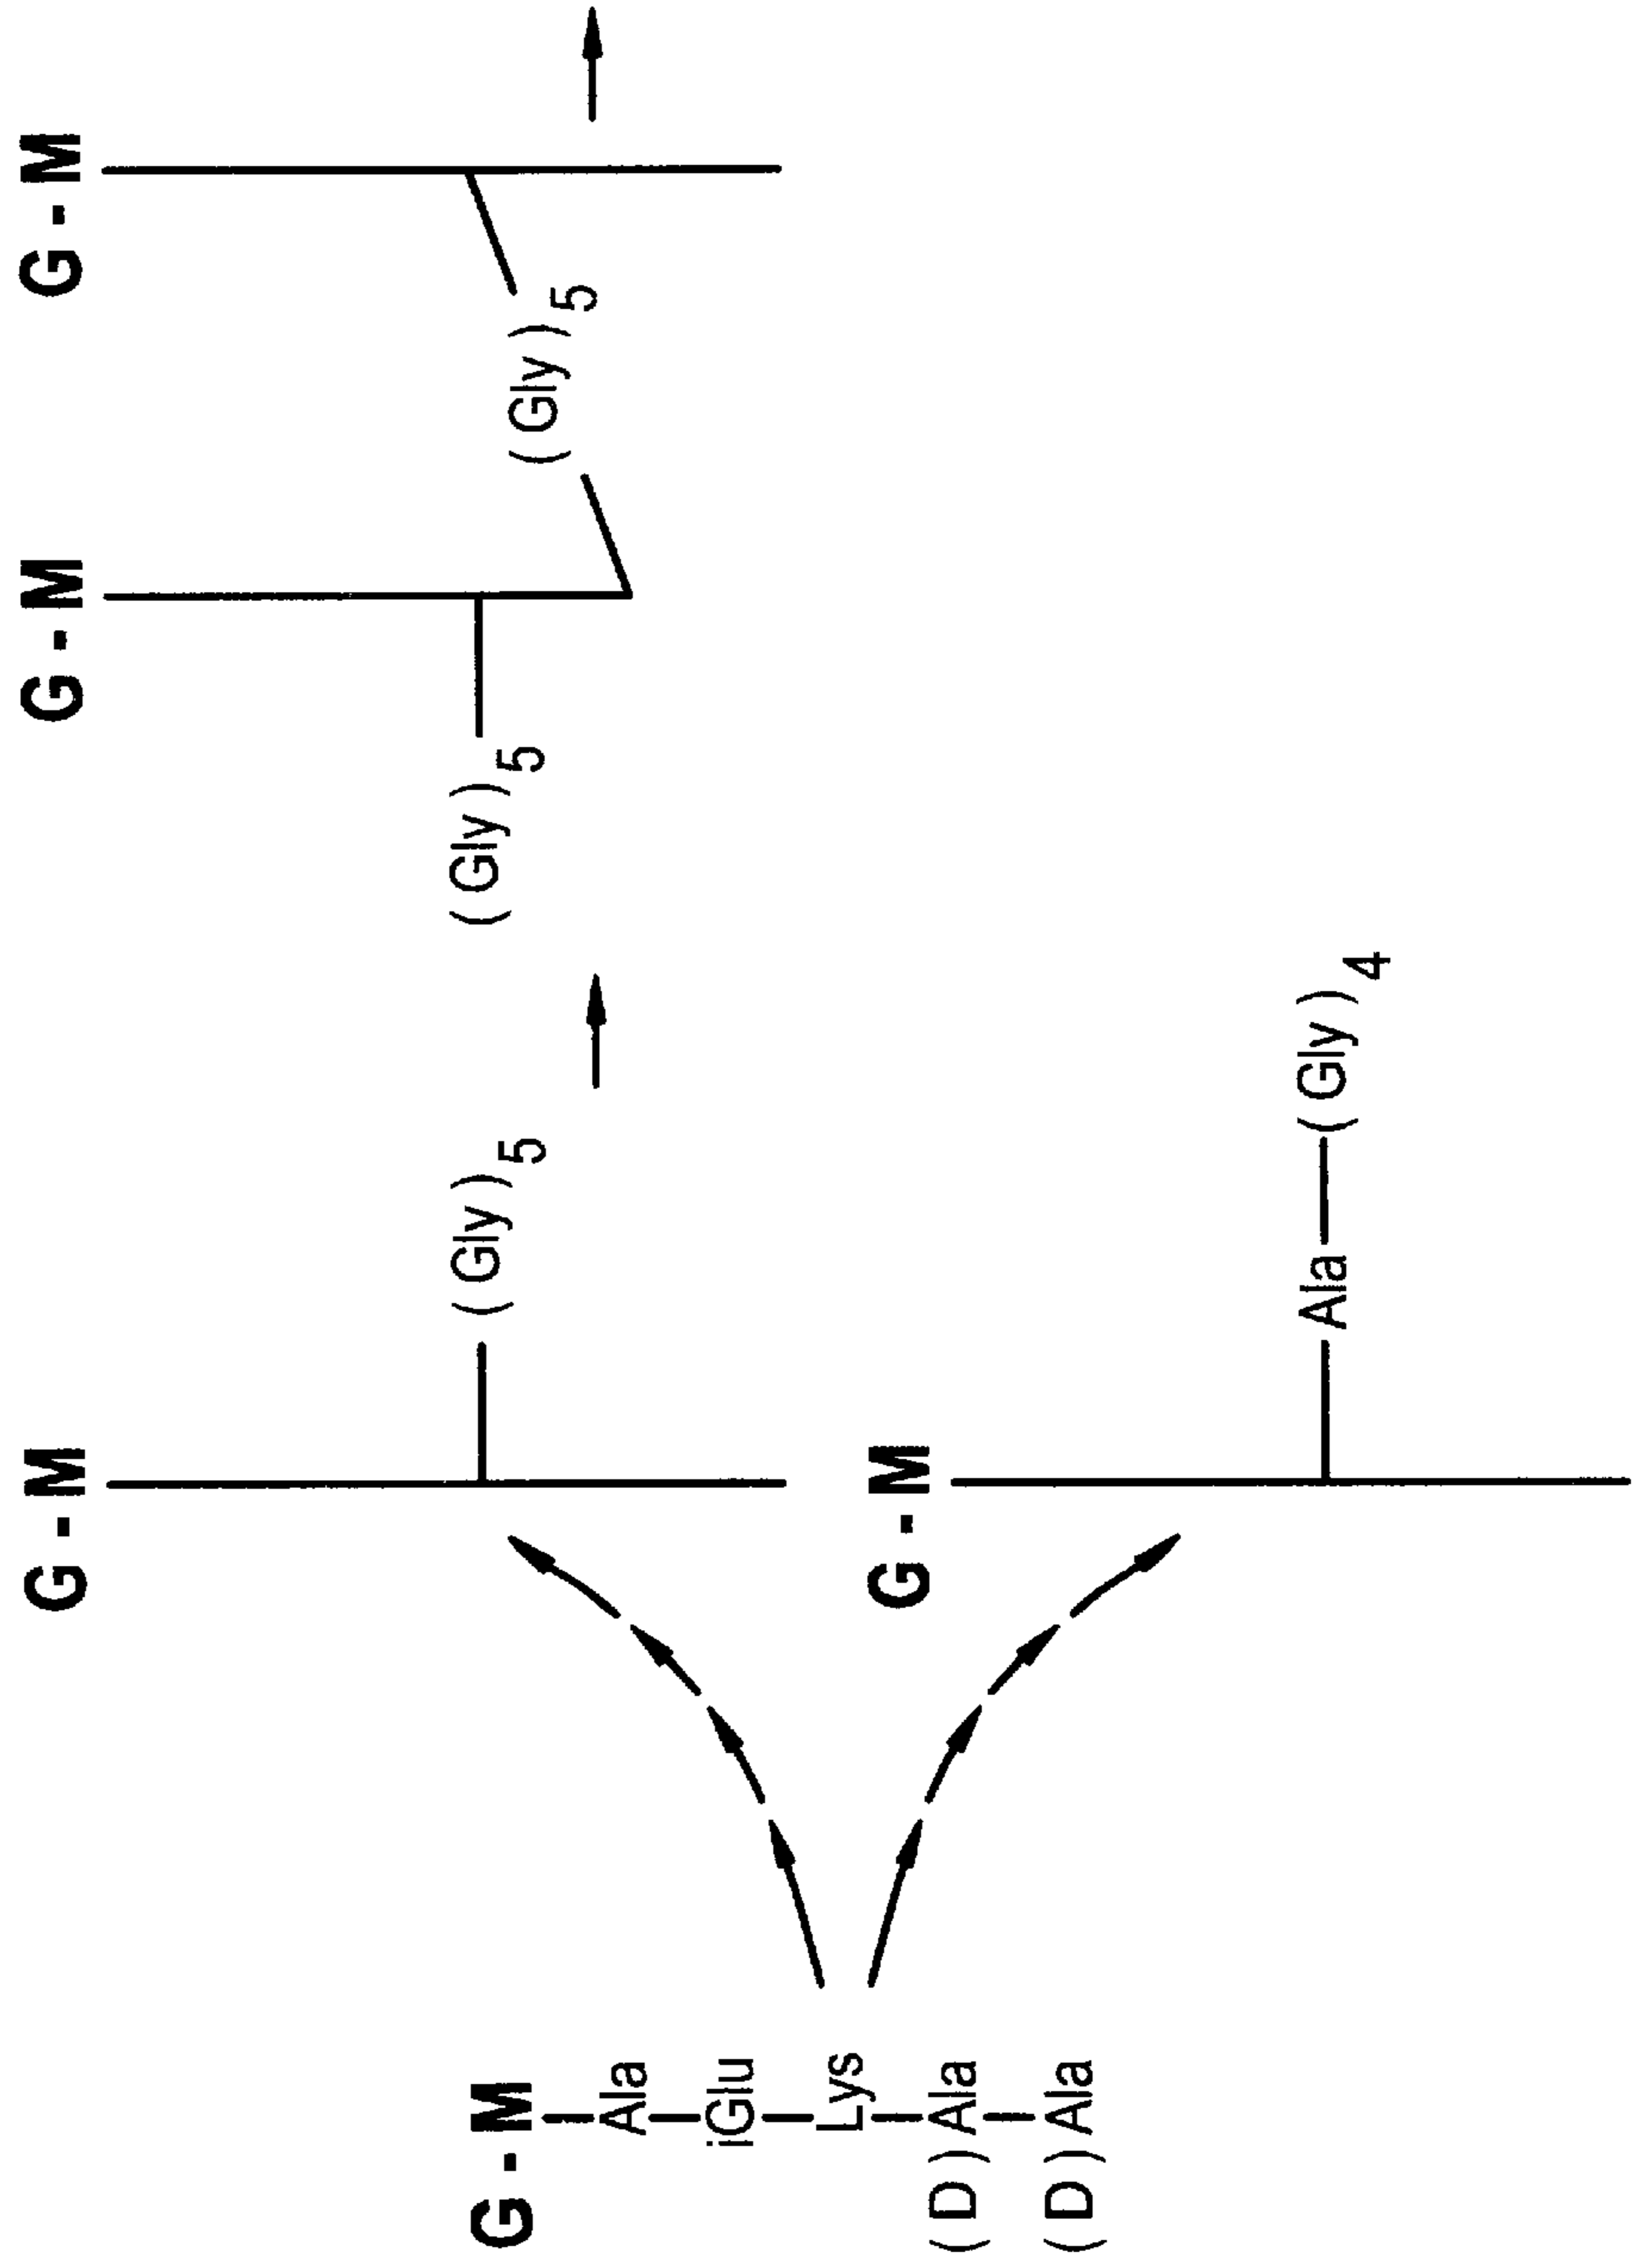 G - M
Ala
iGlu
Lys
(D)Ala
(D)Ala
G - M
(Gly)5
G - M
(Gly)5
(Gly)5
G - M
G - M
Ala—(Gly)4